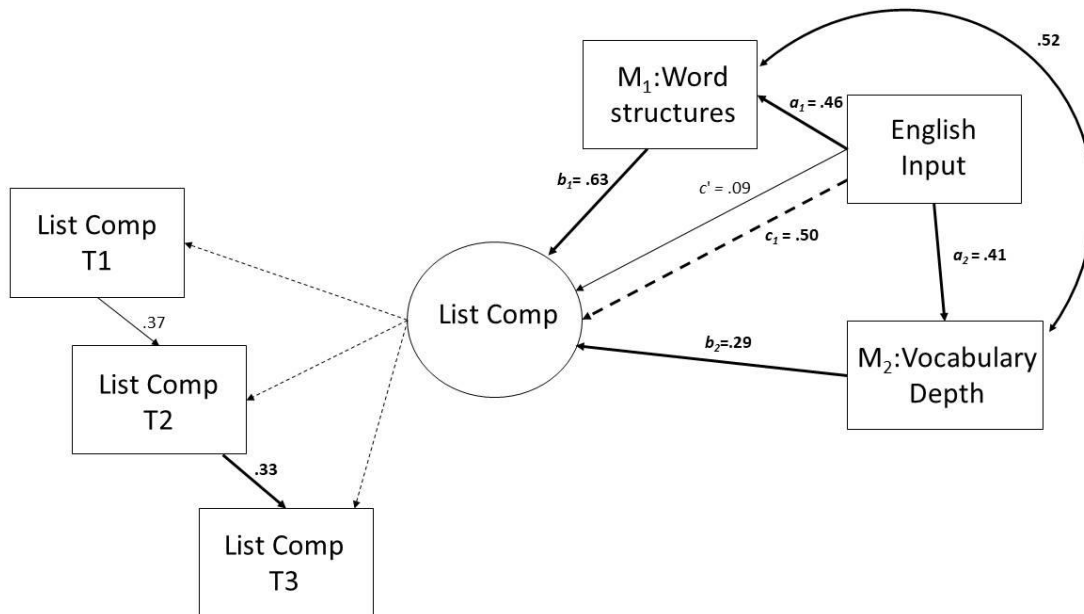 .52
M₁:Word
structures
a₁ = .46
English
Input
b₁= .63
c' = .09
c₁ = .50
a₂ = .41
List Comp
T1
.37
List Comp
b₂=.29
M₂:Vocabulary
Depth
List Comp
T2
.33
List Comp
T3